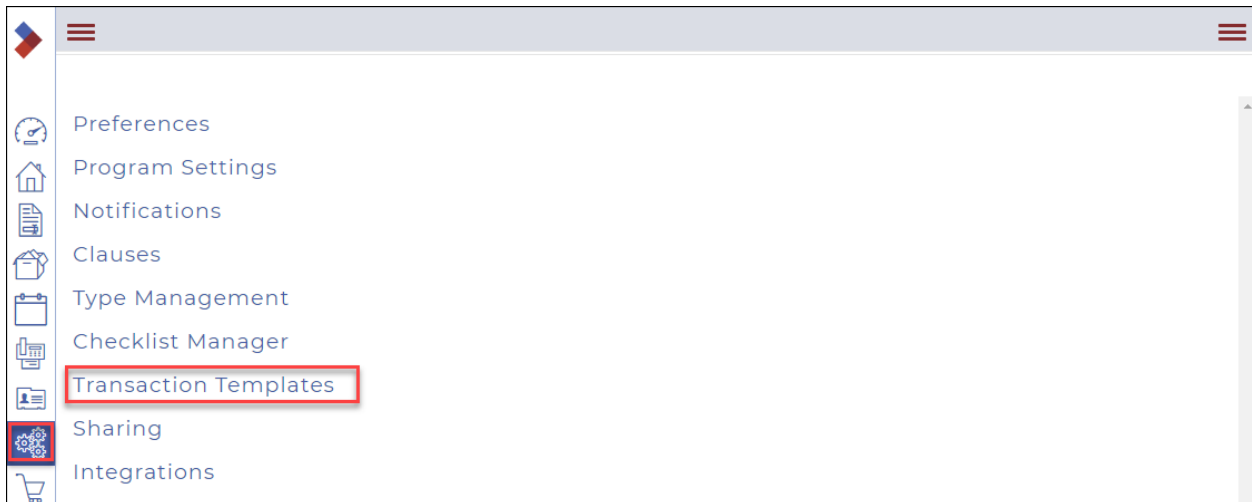 Preferences
Program Settings
Notifications
Clauses
Type Management
Checklist Manager
Transaction Templates
Sharing
Integrations